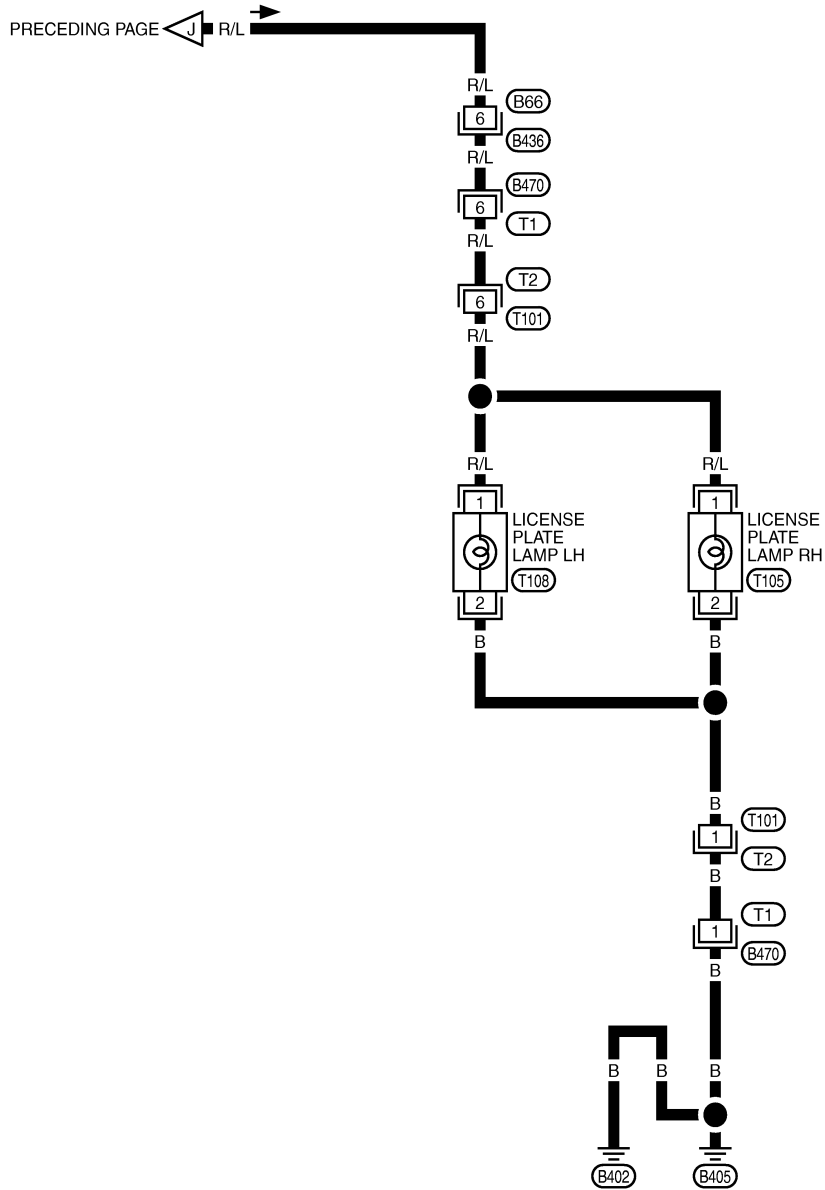 PRECEDING PAGE J R/L
R/L
6
B66
B436
R/L
B470
6
T1
R/L
T2
6
T101
R/L
R/L
R/L
1
1
LICENSE
PLATE
LAMP LH
T108
LICENSE
PLATE
LAMP RH
T105
2
2
B
B
B
T101
1
T2
B
T1
1
B470
B
B
B
B
B402
B405